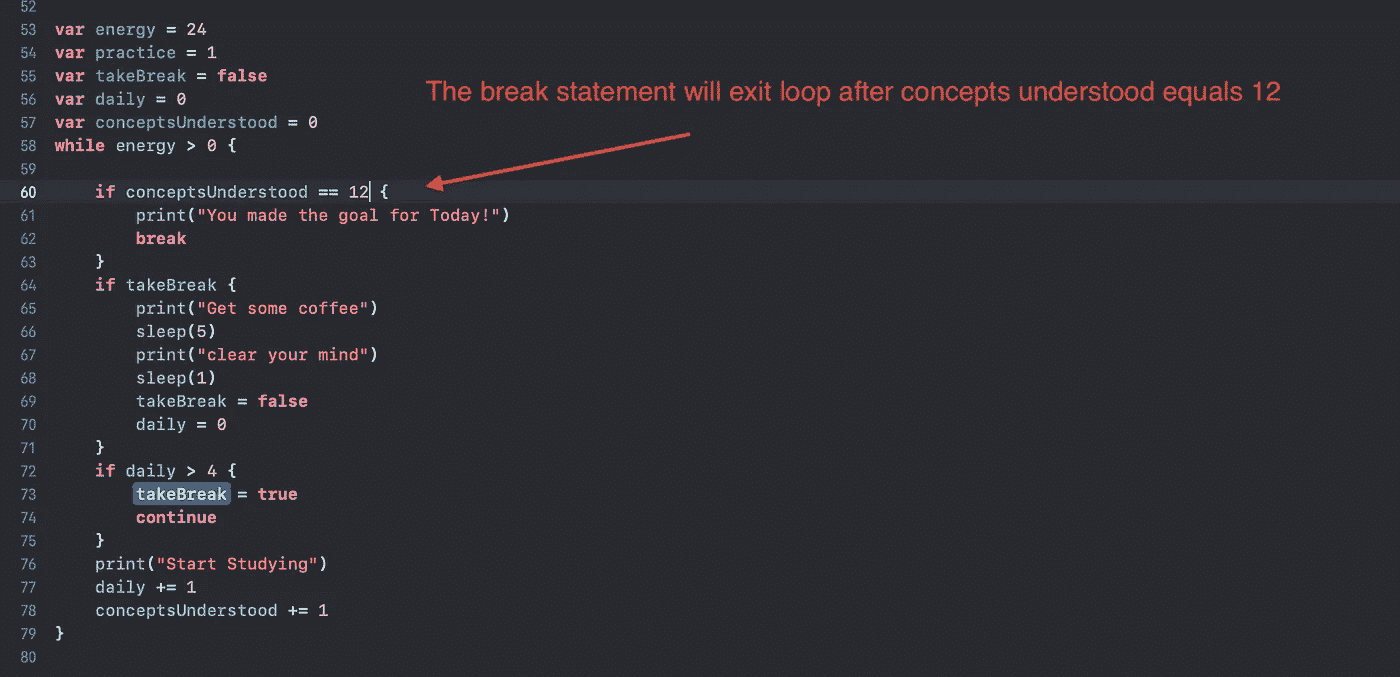 52
53 var energy = 24
54 var practice = 1
55 var takeBreak = false
The break statement will exit loop after concepts understood equals 12
56 var daily = 0
57 var conceptsUnderstood = 0
58 while energy > 0 {
59
60     if conceptsUnderstood == 12 {
61         print("You made the goal for Today!")
62         break
63     }
64     if takeBreak {
65         print("Get some coffee")
66         sleep(5)
67         print("clear your mind")
68         sleep(1)
69         takeBreak = false
70         daily = 0
71     }
72     if daily > 4 {
73         takeBreak = true
74         continue
75     }
76     print("Start Studying")
77     daily += 1
78     conceptsUnderstood += 1
79 }
80